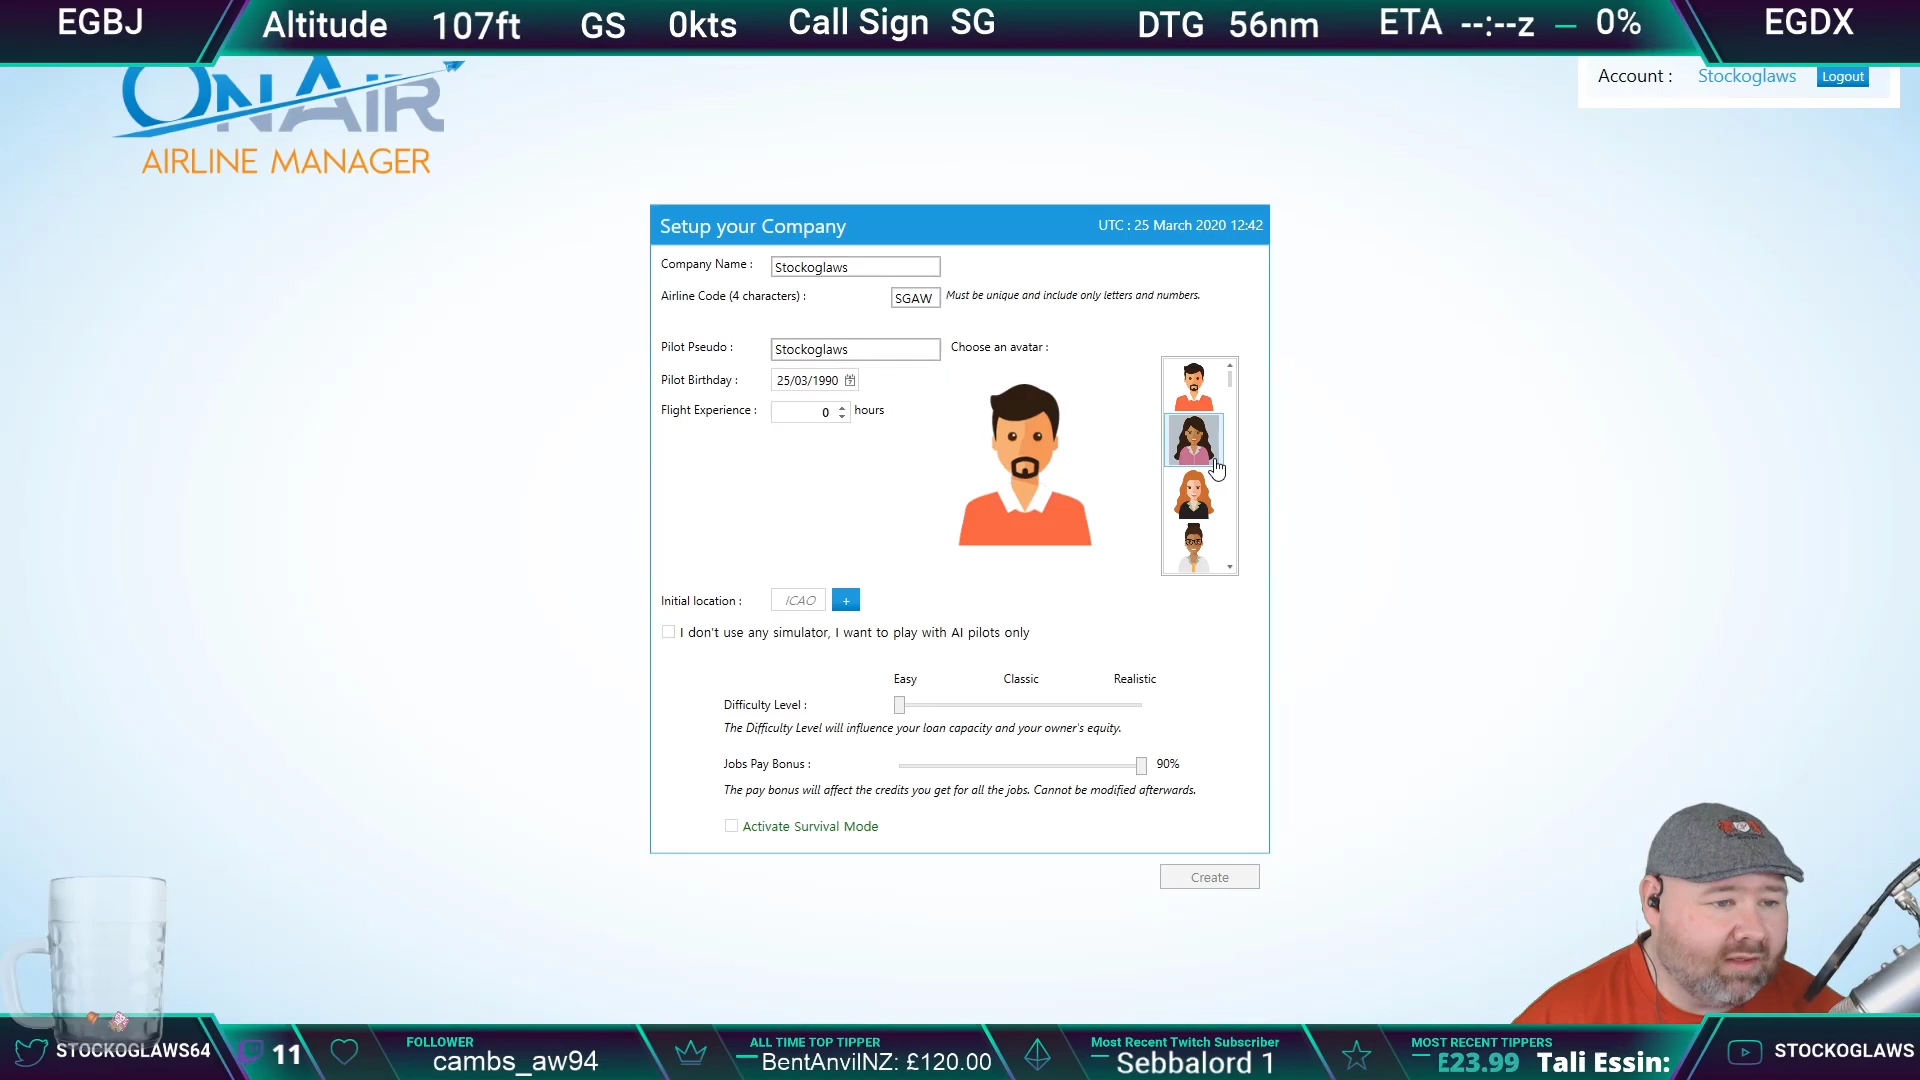 EGBJ
Altitude 107ft GS 0kts Call Sign SG DTG 56nm ETA --:--z – 0%
EGDX
ONAIR
AIRLINE MANAGER
Account : Stockoglaws Logout
Setup your Company UTC : 25 March 2020 12:42
Company Name : Stockoglaws
Airline Code (4 characters) : SGAW Must be unique and include only letters and numbers.
Pilot Pseudo : Stockoglaws Choose an avatar :
Pilot Birthday : 25/03/1990
Flight Experience : 0 hours
Initial location : ICAO +
I don't use any simulator, I want to play with AI pilots only
Easy Classic Realistic
Difficulty Level :
The Difficulty Level will influence your loan capacity and your owner's equity.
Jobs Pay Bonus : 90%
The pay bonus will affect the credits you get for all the jobs. Cannot be modified afterwards.
Activate Survival Mode
Create
STOCKOGLAWS64
11
FOLLOWER
cambs_aw94
ALL TIME TOP TIPPER
BentAnvilNZ: £120.00
Most Recent Twitch Subscriber
Sebbalord 1
MOST RECENT TIPPERS
£23.99 Tali Essin:
STOCKOGLAWS